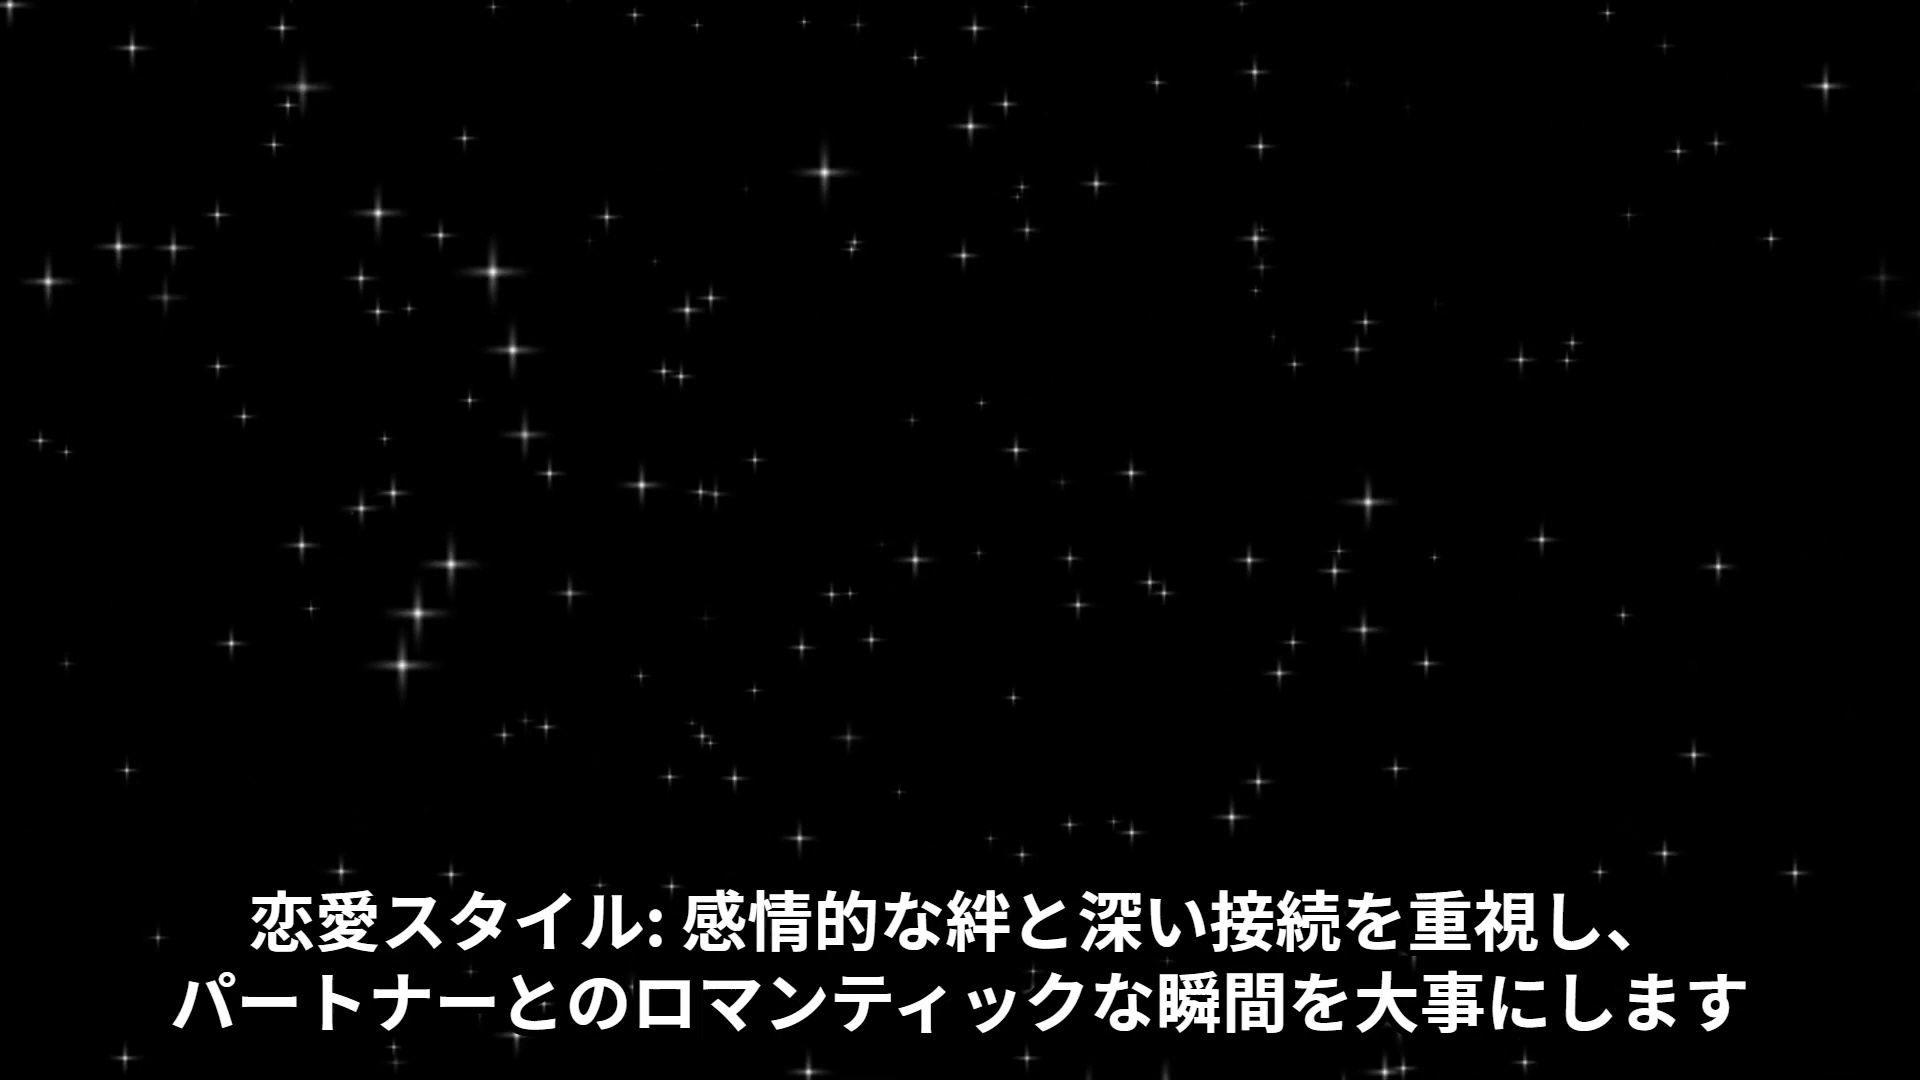 恋愛スタイル: 感情的な絆と深い接続を重視し、
パートナーとのロマンティックな瞬間を大事にします